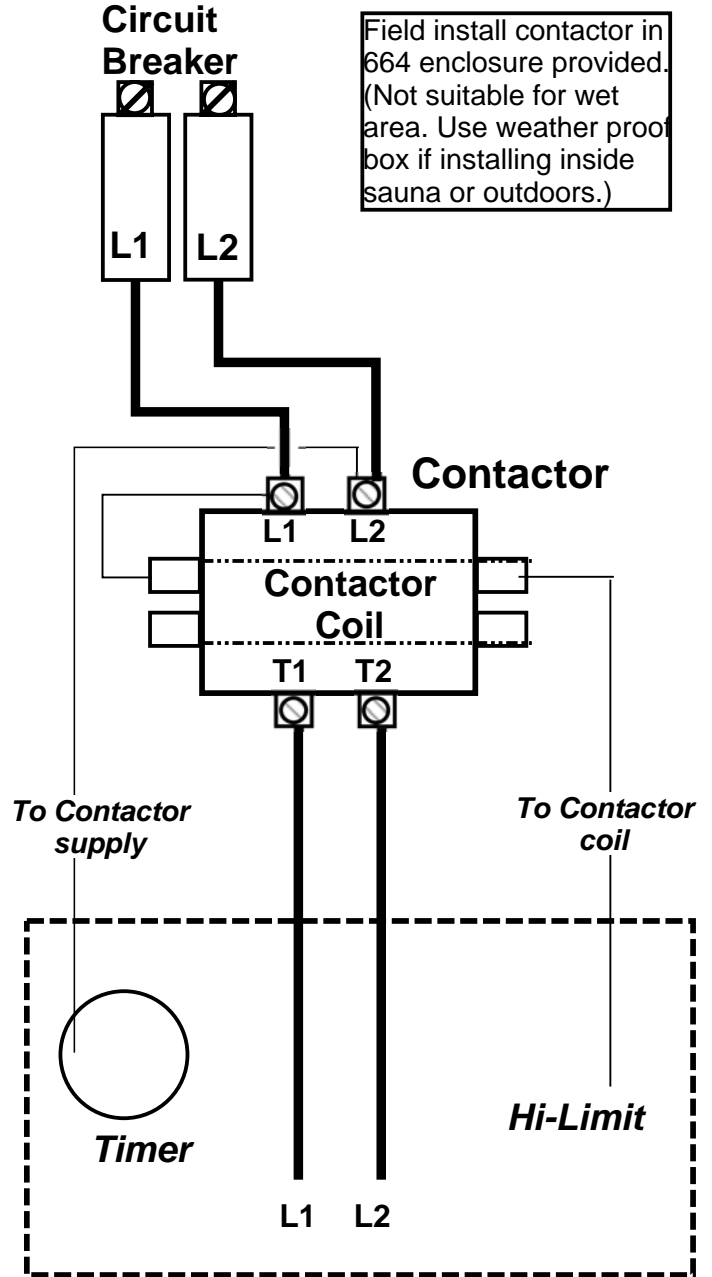 Circuit
Breaker
Field install contactor in
664 enclosure provided.
(Not suitable for wet
area. Use weather proof
box if installing inside
sauna or outdoors.)
L1 L2
Contactor
L1 L2
Contactor
Coil
T1 T2
To Contactor
supply
To Contactor
coil
Timer
Hi-Limit
L1 L2